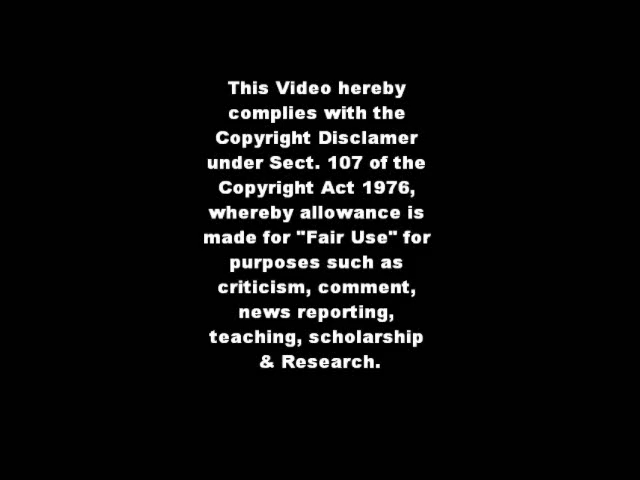 This Video hereby
complies with the
Copyright Disclamer
under Sect. 107 of the
Copyright Act 1976,
whereby allowance is
made for "Fair Use" for
purposes such as
criticism, comment,
news reporting,
teaching, scholarship
& Research.